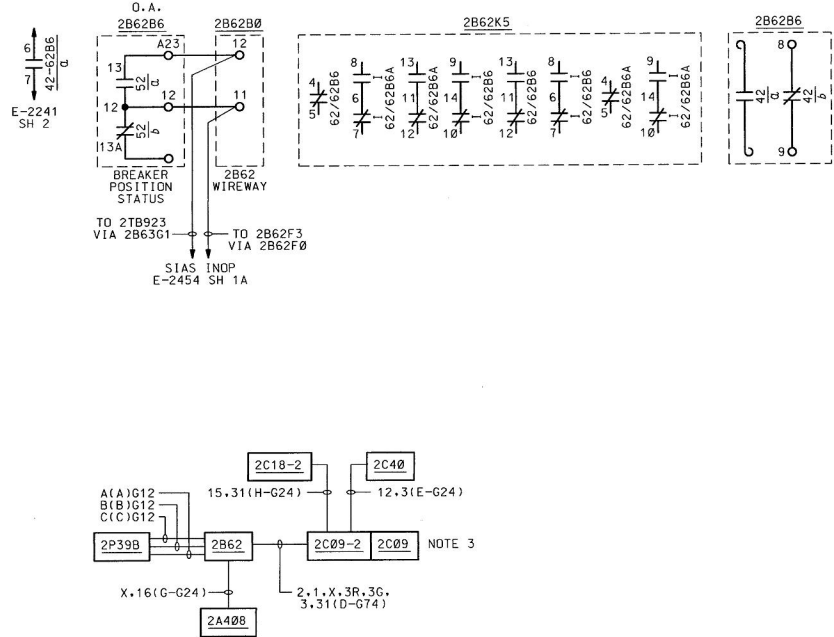 O.A.
2B62B6
2B62BØ
2B62K5
2B62B6
6
7
42-62B6
a
E-2241
SH 2
A23
12
13
52
a
12
12
11
52
b
13A
BREAKER
POSITION
STATUS
2B62
WIREWAY
TO 2TB923
VIA 2B63G1
TO 2B62F3
VIA 2B62FØ
SIAS INOP
E-2454 SH 1A
4
5
62/62B6
8
I
6
I
7
62/62B6A
13
11
12
62/62B6A
9
I
14
I
10
62/62B6
13
I
11
I
12
62/62B6
8
I
6
I
7
62/62B6
4
5
62/62B6A
9
I
14
I
10
62/62B6A
42
a
8
42
b
9
2C18-2
2C40
15,31(H-G24)
12,3(E-G24)
A(A)G12
B(B)G12
C(C)G12
2P39B
2B62
2CØ9-2
2CØ9
NOTE 3
X,16(G-G24)
2,1,X,3R,3G,
3,31(D-G74)
2A4Ø8